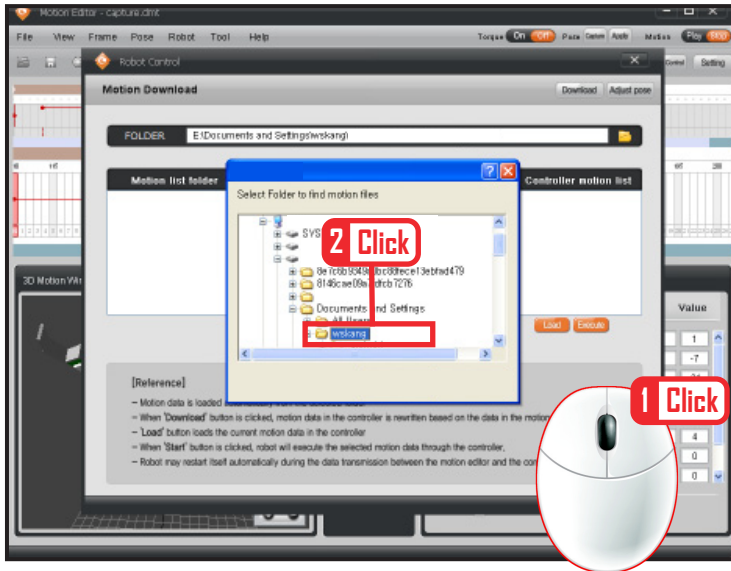 Motion Editor - capture.dmt
File View Frame Pose Robot Tool Help
Torque On Off Pose Capture Apply Motion Play Stop
Robot Control
Control Setting
Motion Download
Download Adjust pose
FOLDER E:\Documents and Settings\wskang\
Motion list folder
Controller motion list
Select Folder to find motion files
SYS
2 Click
Documents and Settings
All Users
wskang
3D Motion
Load Execute
Value
1
-7
4
0
0
1 Click
[Reference]
- Motion data is loaded
- When 'Download' button is clicked, motion data in the controller is rewritten based on the data in the motion
- 'Load' button loads the current motion data in the controller
- When 'Start' button is clicked, robot will execute the selected motion data through the controller,
- Robot may restart itself automatically during the data transmission between the motion editor and the